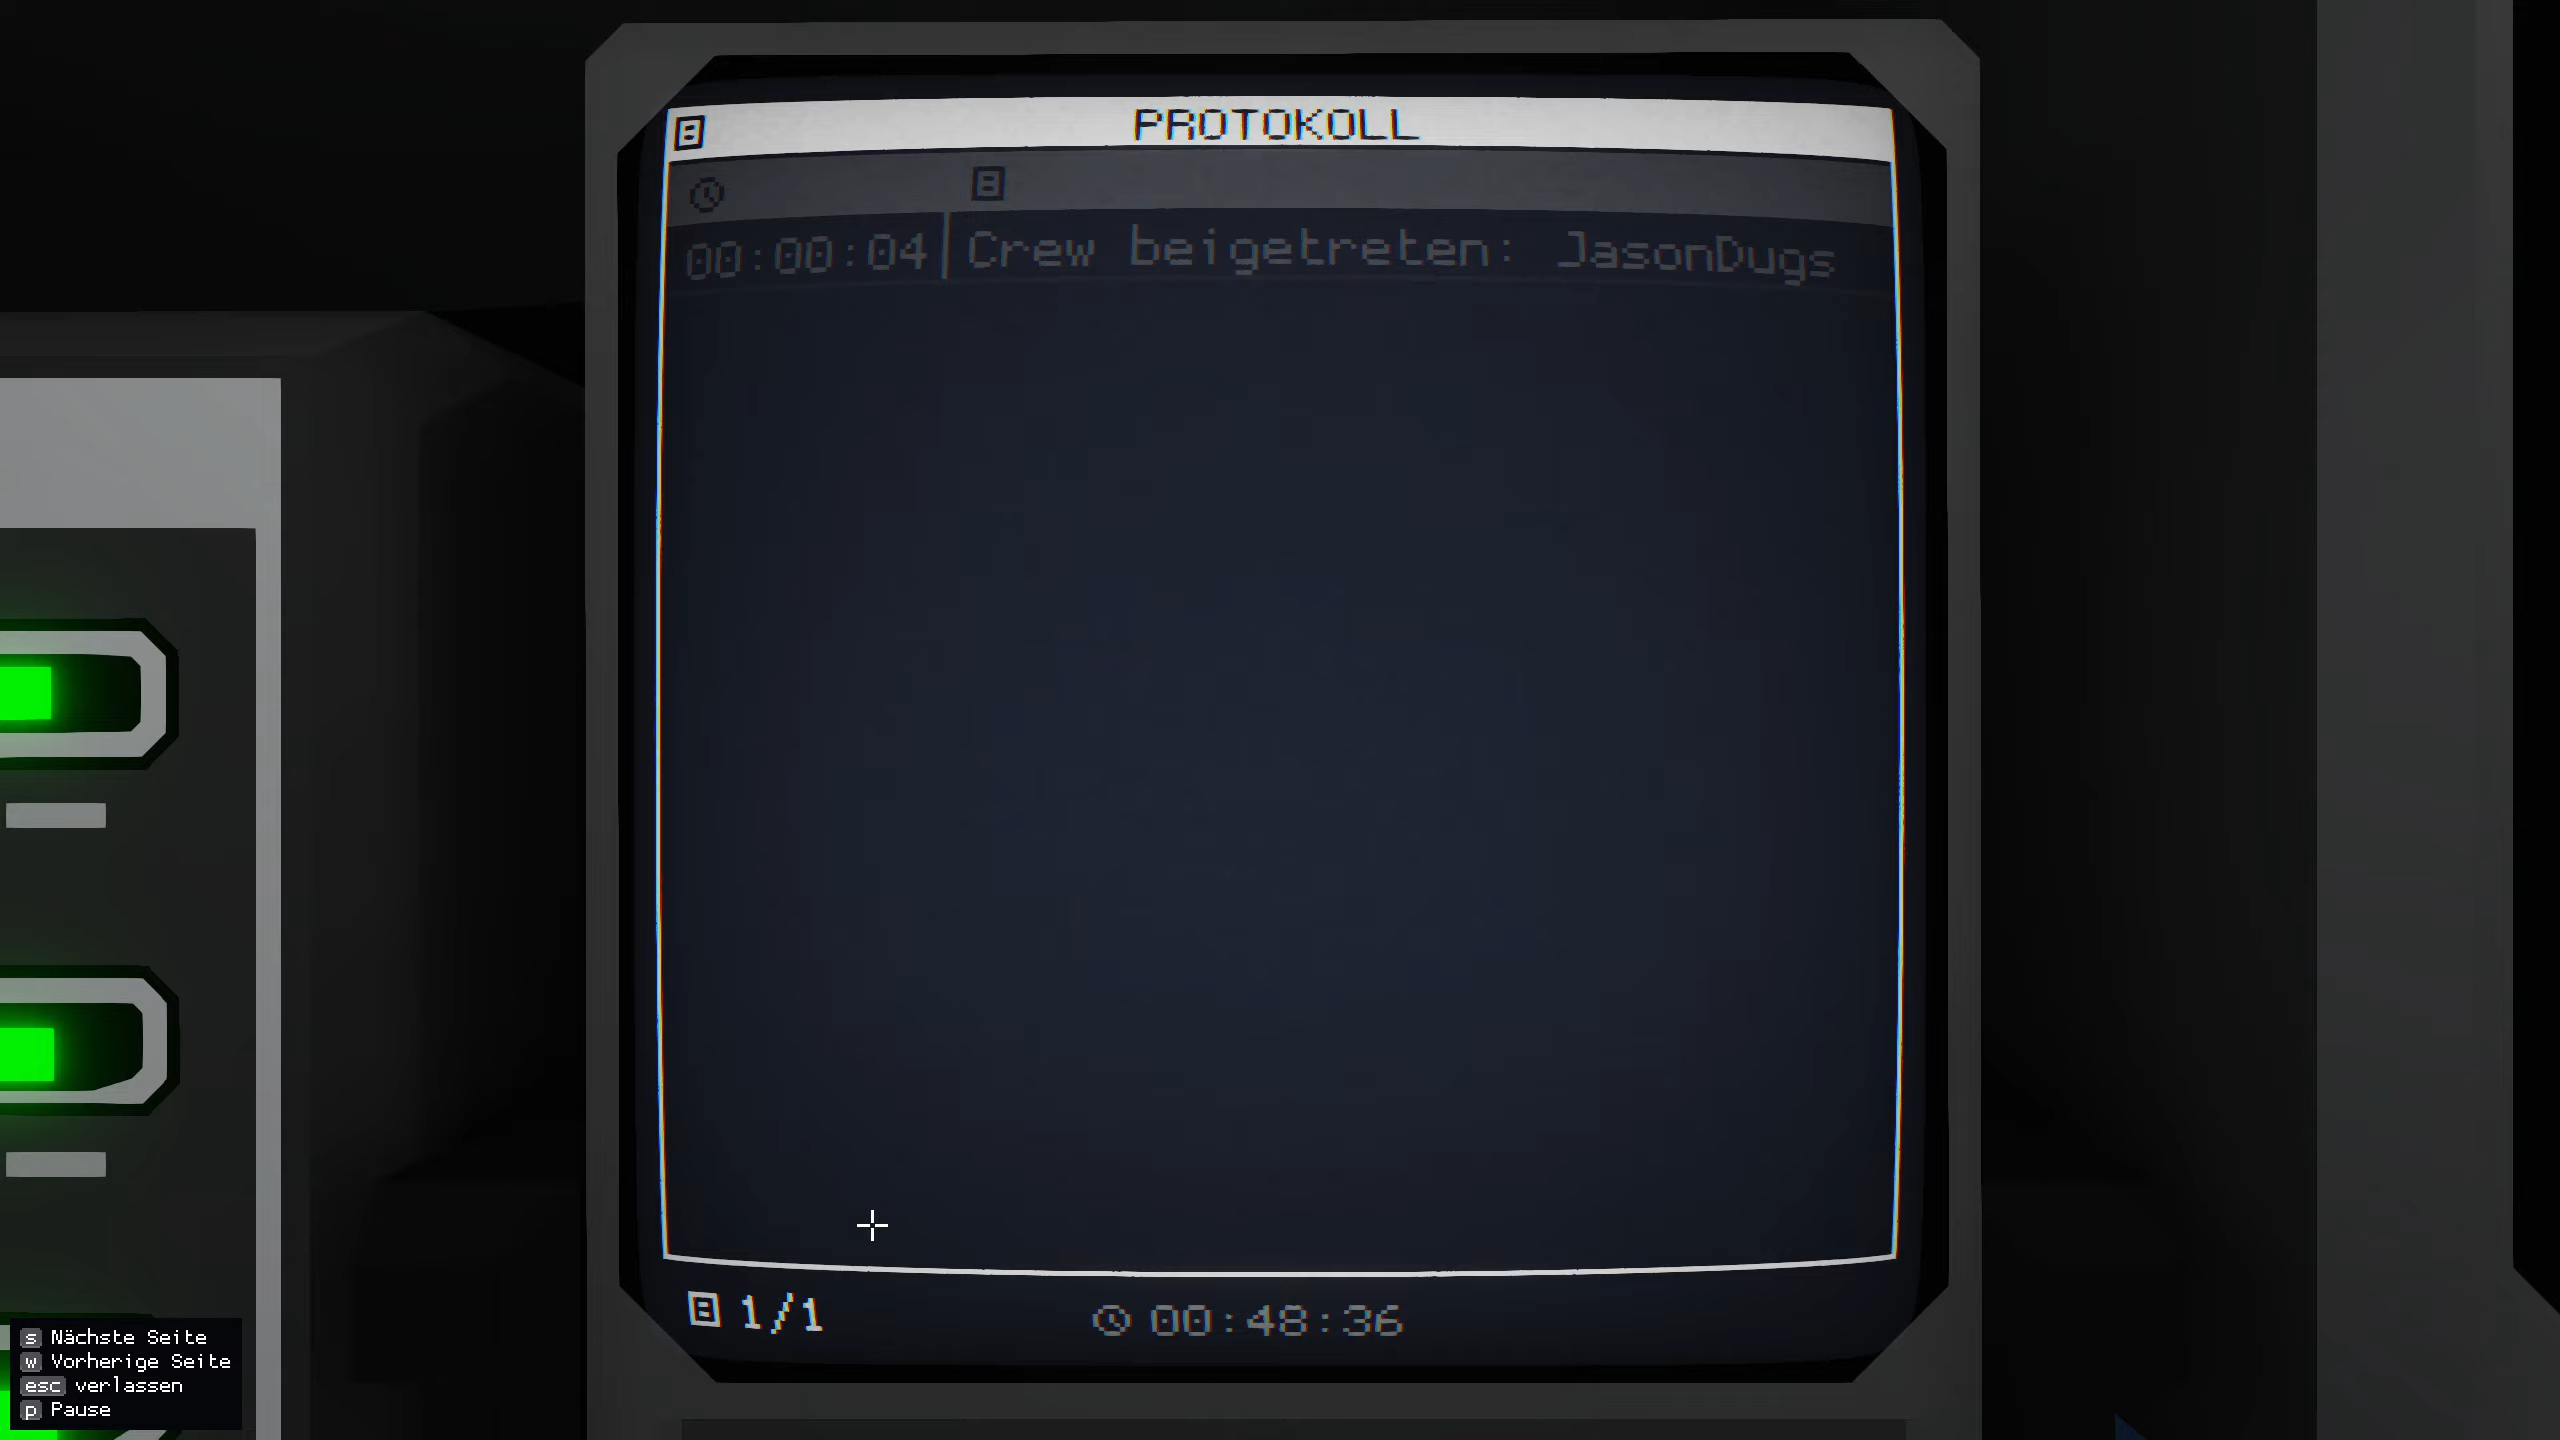 PROTOKOLL
00:00:04 Crew beigetreten: JasonDugs
1/1
00:48:36
s Nächste Seite
w Vorherige Seite
esc verlassen
p Pause